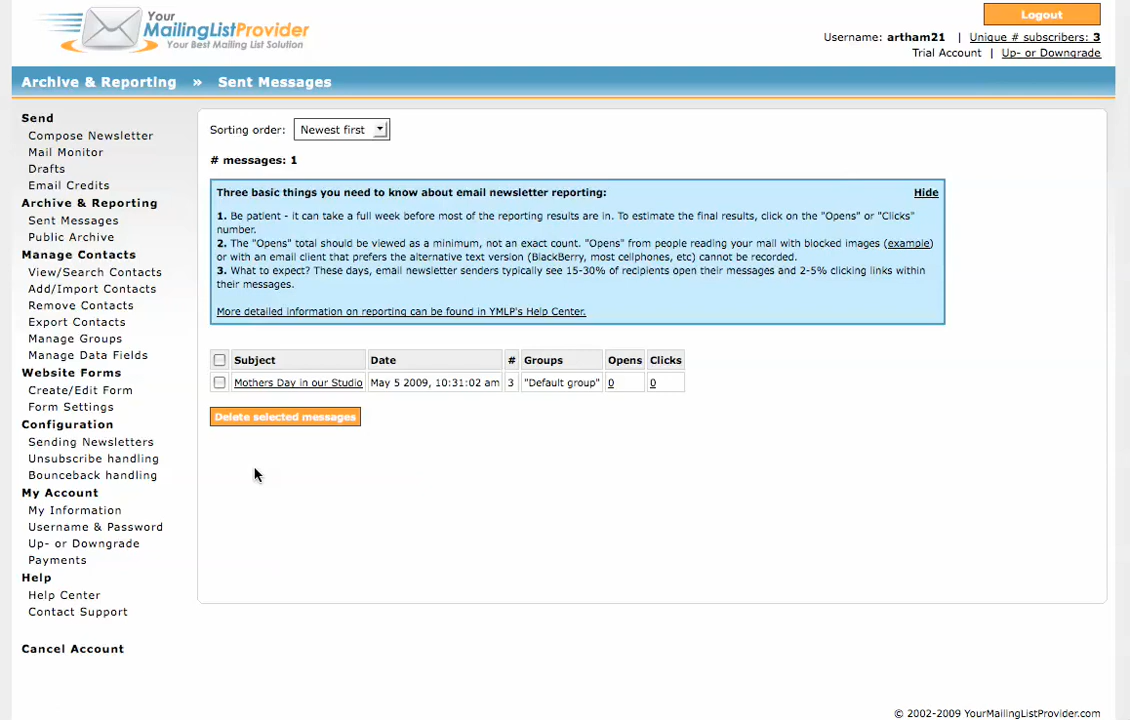 Your
MailingListProvider
Your Best Mailing List Solution
Logout
Username: artham21 | Unique # subscribers: 3
Trial Account | Up- or Downgrade
Archive & Reporting » Sent Messages
Send
Compose Newsletter
Mail Monitor
Drafts
Email Credits
Archive & Reporting
Sent Messages
Public Archive
Manage Contacts
View/Search Contacts
Add/Import Contacts
Remove Contacts
Export Contacts
Manage Groups
Manage Data Fields
Website Forms
Create/Edit Form
Form Settings
Configuration
Sending Newsletters
Unsubscribe handling
Bounceback handling
My Account
My Information
Username & Password
Up- or Downgrade
Payments
Help
Help Center
Contact Support
Cancel Account
Sorting order: Newest first
# messages: 1
Three basic things you need to know about email newsletter reporting: Hide
1. Be patient - it can take a full week before most of the reporting results are in. To estimate the final results, click on the "Opens" or "Clicks"
number.
2. The "Opens" total should be viewed as a minimum, not an exact count. "Opens" from people reading your mail with blocked images (example)
or with an email client that prefers the alternative text version (BlackBerry, most cellphones, etc) cannot be recorded.
3. What to expect? These days, email newsletter senders typically see 15-30% of recipients open their messages and 2-5% clicking links within
their messages.
More detailed information on reporting can be found in YMLP's Help Center.
Subject Date # Groups Opens Clicks
Mothers Day in our Studio May 5 2009, 10:31:02 am 3 "Default group" 0 0
Delete selected messages
© 2002-2009 YourMailingListProvider.com